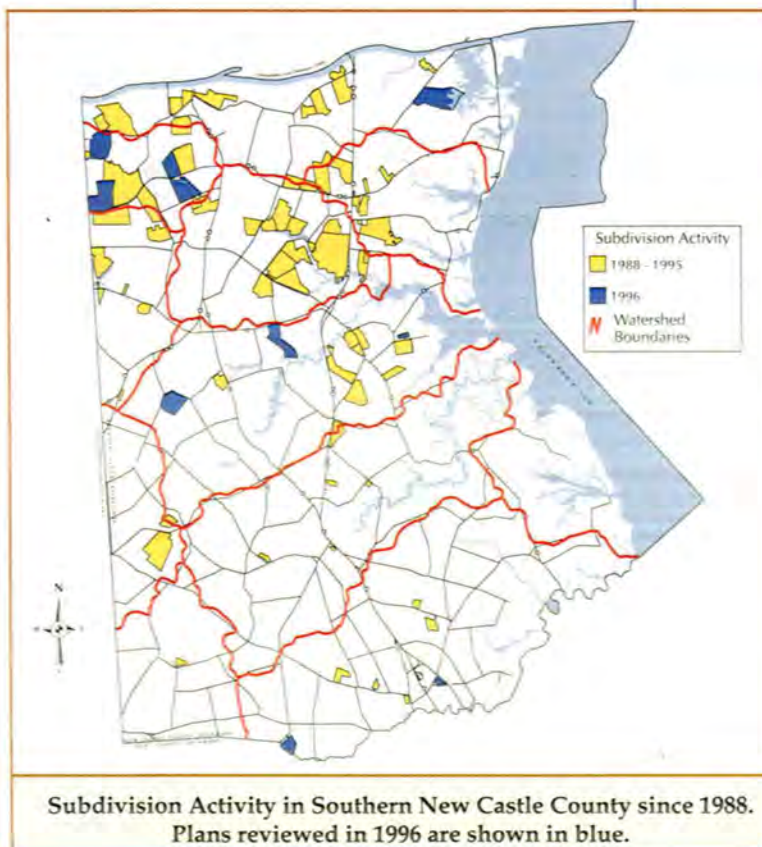 Subdivision Activity
1988 - 1995
1996
Watershed
Boundaries
N
Subdivision Activity in Southern New Castle County since 1988.
Plans reviewed in 1996 are shown in blue.